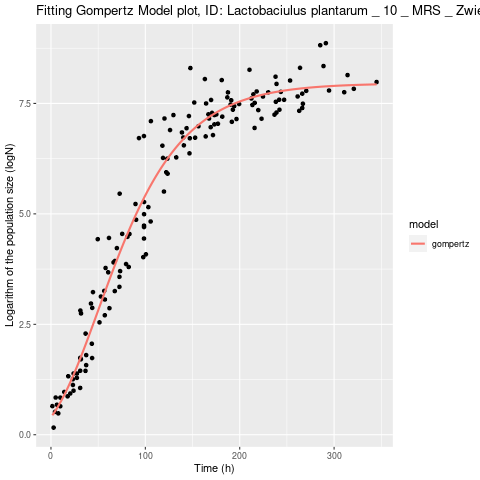 Fitting Gompertz Model plot, ID: Lactobaciulus plantarum _ 10 _ MRS _ Zwie
Logarithm of the population size (logN)
7.5
5.0
2.5
0.0
0 100 200 300
Time (h)
model
gompertz